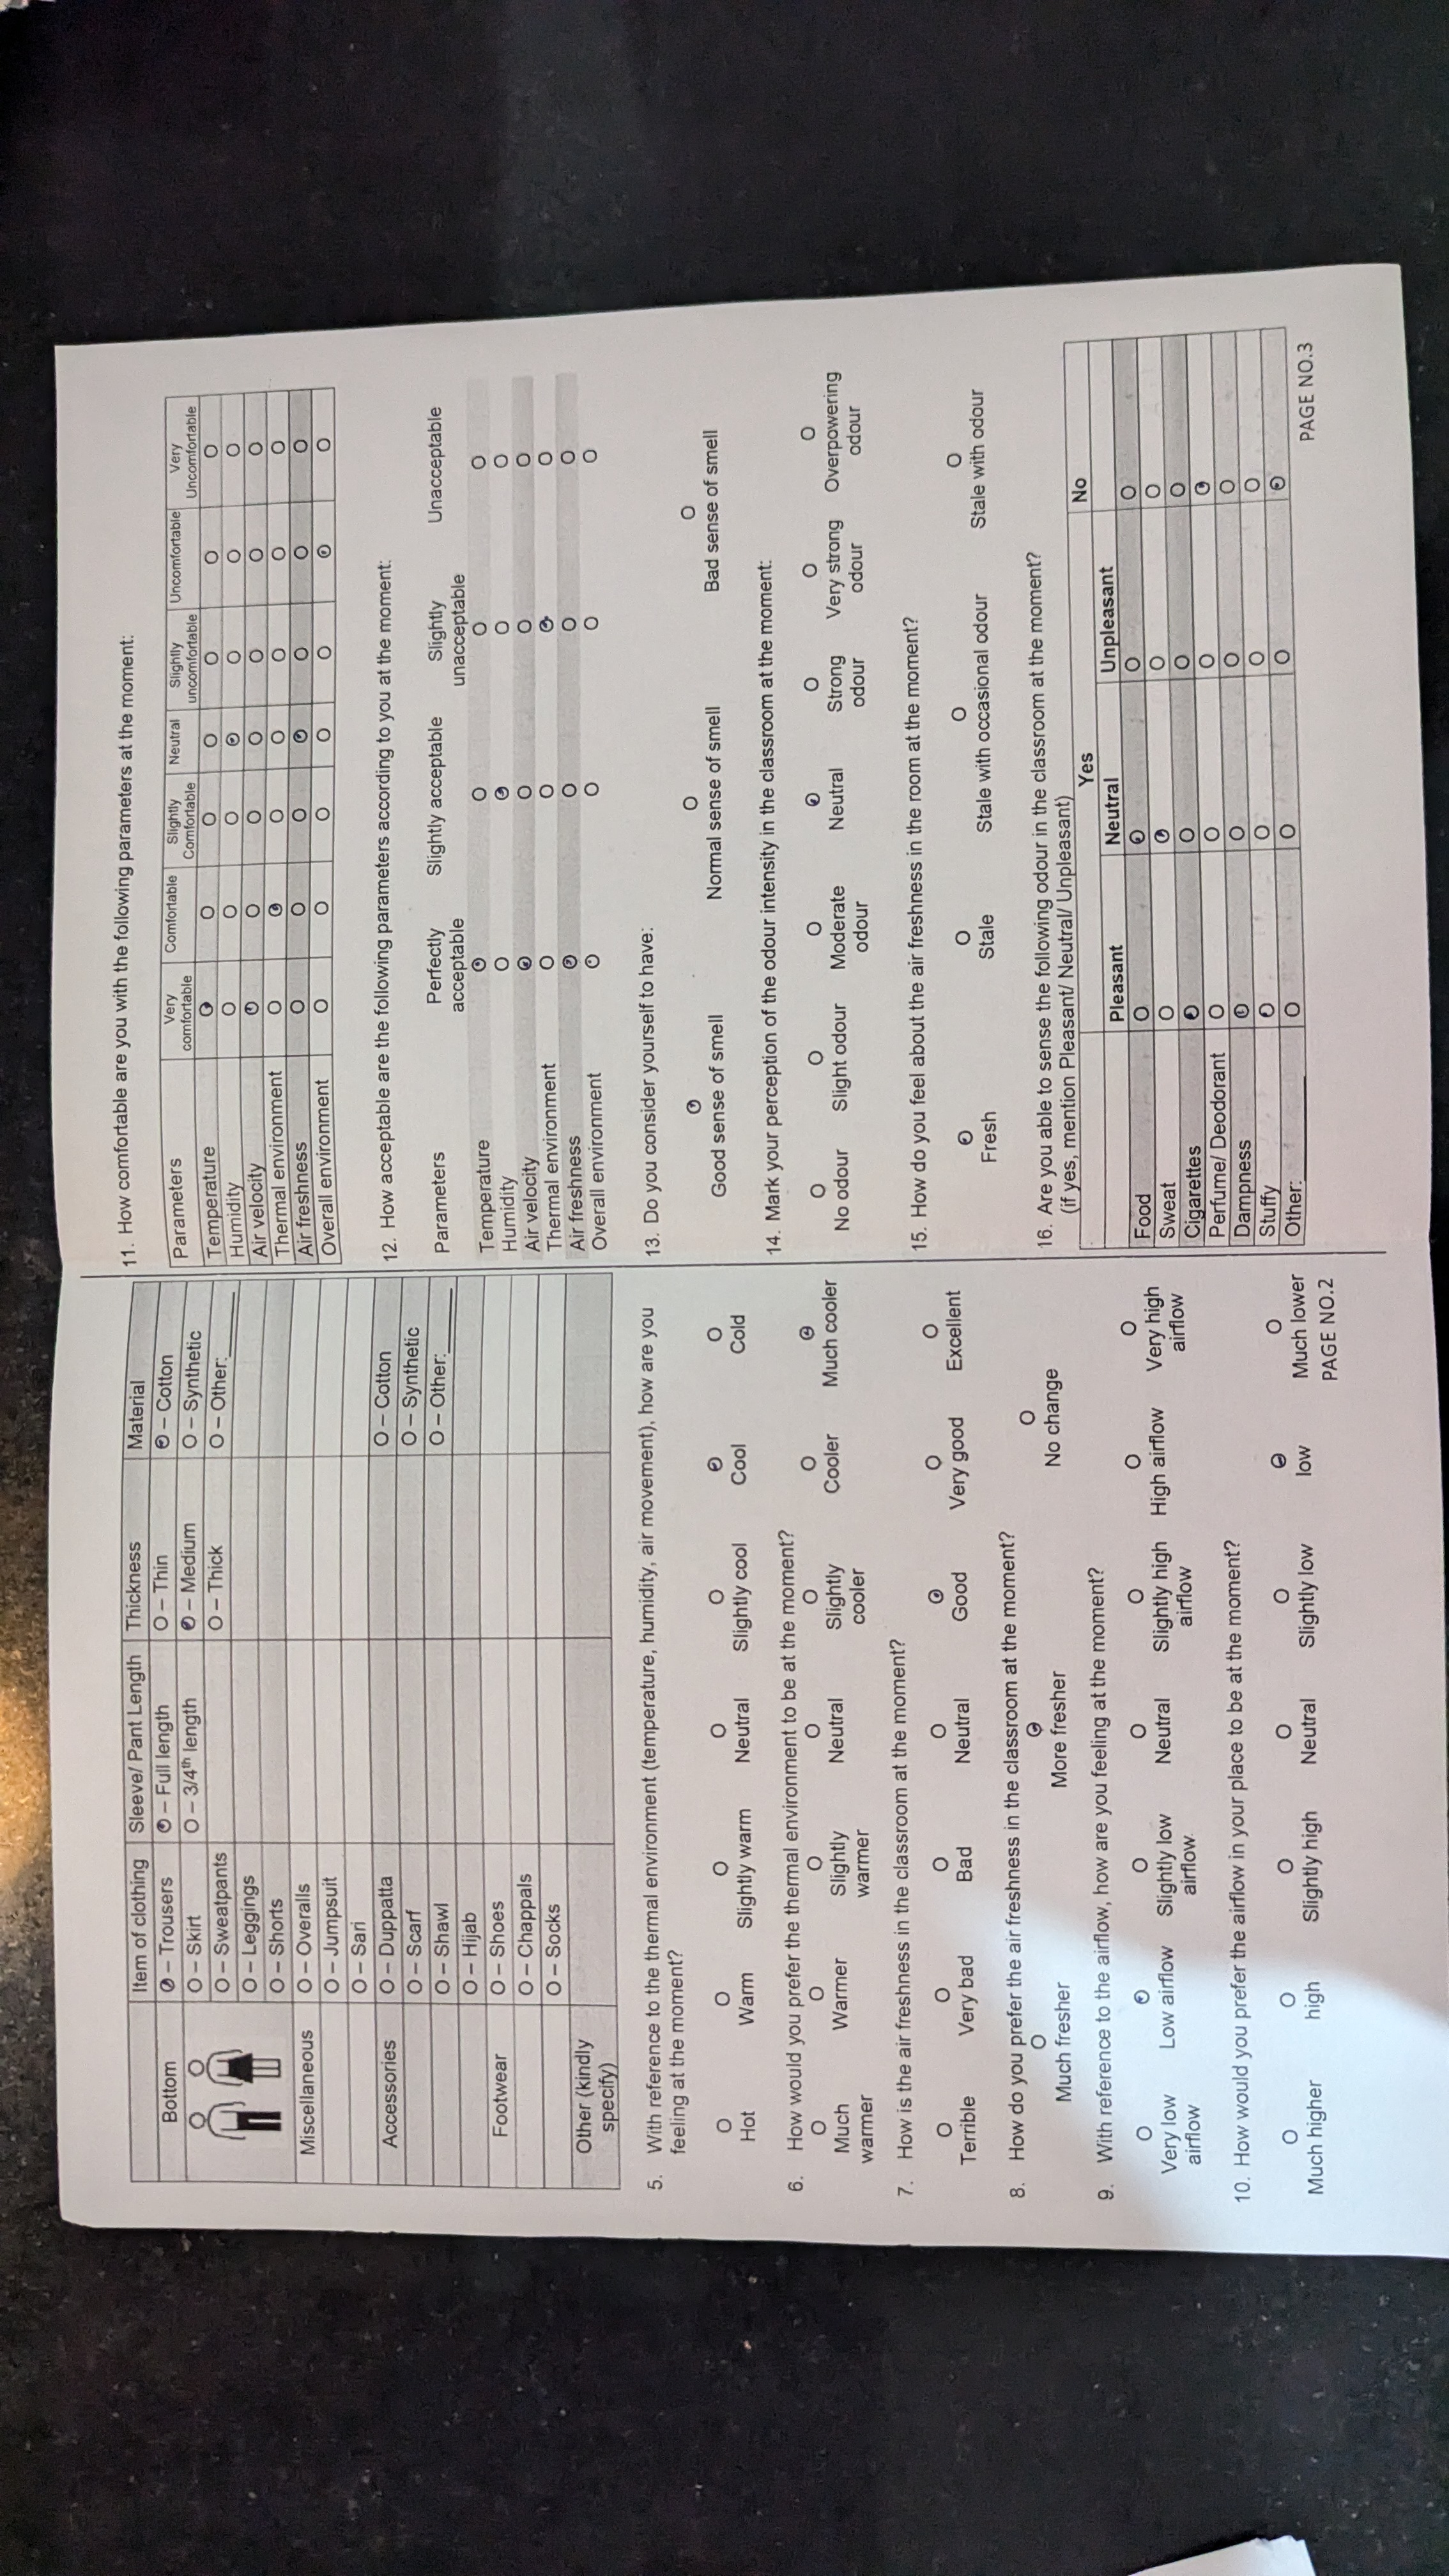 Item of clothing Sleeve/ Pant Length Thickness Material
Bottom O – Trousers O – Full length O – Thin O – Cotton
O – Skirt O – 3/4th length O – Medium O – Synthetic
O – Sweatpants O – Thick O – Other:
O – Leggings
O – Shorts
Miscellaneous O – Overalls
O – Jumpsuit
O – Sari
Accessories O – Duppatta O – Cotton
O – Scarf O – Synthetic
O – Shawl O – Other:
O – Hijab
Footwear O – Shoes
O – Chappals
O – Socks
Other (kindly
specify)
5. With reference to the thermal environment (temperature, humidity, air movement), how are you
feeling at the moment?
O O O O O O O
Hot Warm Slightly warm Neutral Slightly cool Cool Cold
6. How would you prefer the thermal environment to be at the moment?
O O O O O O O
Much Warmer Slightly Neutral Slightly Cooler Much cooler
warmer warmer cooler
7. How is the air freshness in the classroom at the moment?
O O O O O O O
Terrible Very bad Bad Neutral Good Very good Excellent
8. How do you prefer the air freshness in the classroom at the moment?
O O O
Much fresher More fresher No change
9. With reference to the airflow, how are you feeling at the moment?
O O O O O O O
Very low Low airflow Slightly low Neutral Slightly high High airflow Very high
airflow airflow airflow airflow
10. How would you prefer the airflow in your place to be at the moment?
O O O O O O O
Much higher high Slightly high Neutral Slightly low low Much lower
PAGE NO.2
11. How comfortable are you with the following parameters at the moment:
Parameters Very Comfortable Slightly Neutral Slightly Uncomfortable Very
comfortable Comfortable uncomfortable Uncomfortable
Temperature O O O O O O O
Humidity O O O O O O O
Air velocity O O O O O O O
Thermal environment O O O O O O O
Air freshness O O O O O O O
Overall environment O O O O O O O
12. How acceptable are the following parameters according to you at the moment:
Parameters Perfectly Slightly acceptable Slightly Unacceptable
acceptable unacceptable
Temperature O O O O
Humidity O O O O
Air velocity O O O O
Thermal environment O O O O
Air freshness O O O O
Overall environment O O O O
13. Do you consider yourself to have:
O O O
Good sense of smell Normal sense of smell Bad sense of smell
14. Mark your perception of the odour intensity in the classroom at the moment:
O O O O O O O
No odour Slight odour Moderate Neutral Strong Very strong Overpowering
odour odour odour odour
15. How do you feel about the air freshness in the room at the moment?
O O O O
Fresh Stale Stale with occasional odour Stale with odour
16. Are you able to sense the following odour in the classroom at the moment?
(if yes, mention Pleasant/ Neutral/ Unpleasant)
Yes No
Pleasant Neutral Unpleasant
Food O O O O
Sweat O O O O
Cigarettes O O O O
Perfume/ Deodorant O O O O
Dampness O O O O
Stuffy O O O O
Other: O O O O
PAGE NO.3